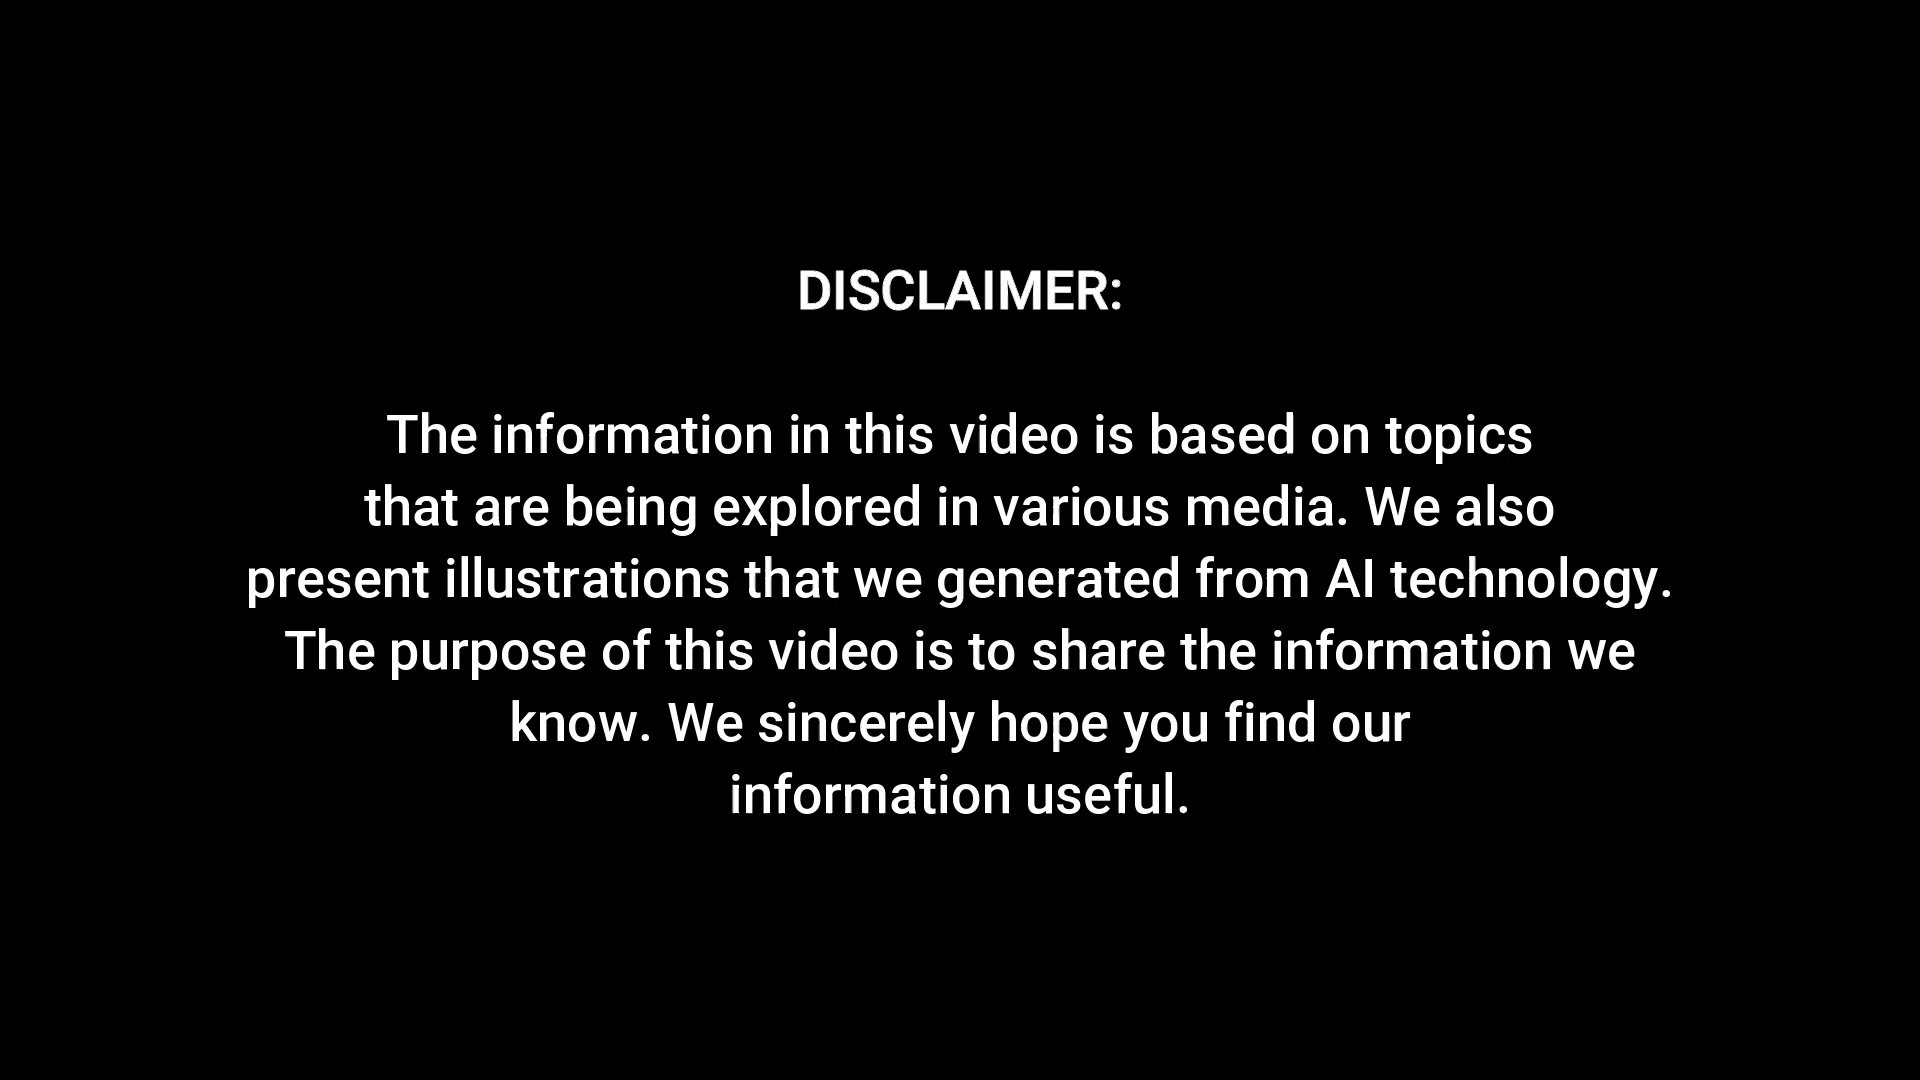 DISCLAIMER:
The information in this video is based on topics
that are being explored in various media. We also
present illustrations that we generated from AI technology.
The purpose of this video is to share the information we
know. We sincerely hope you find our
information useful.